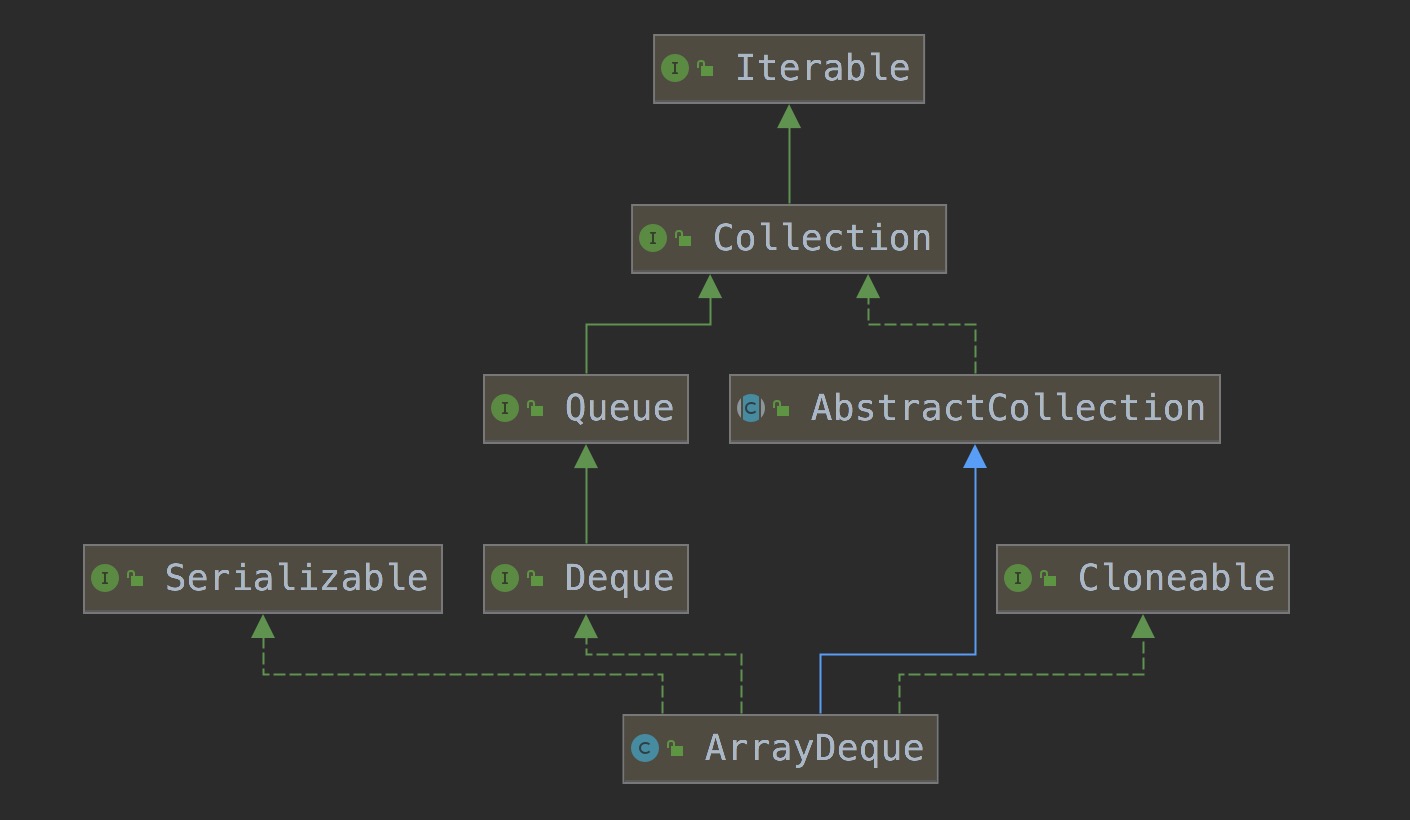 I Iterable
I Collection
I Queue
C AbstractCollection
I Serializable
I Deque
I Cloneable
C ArrayDeque